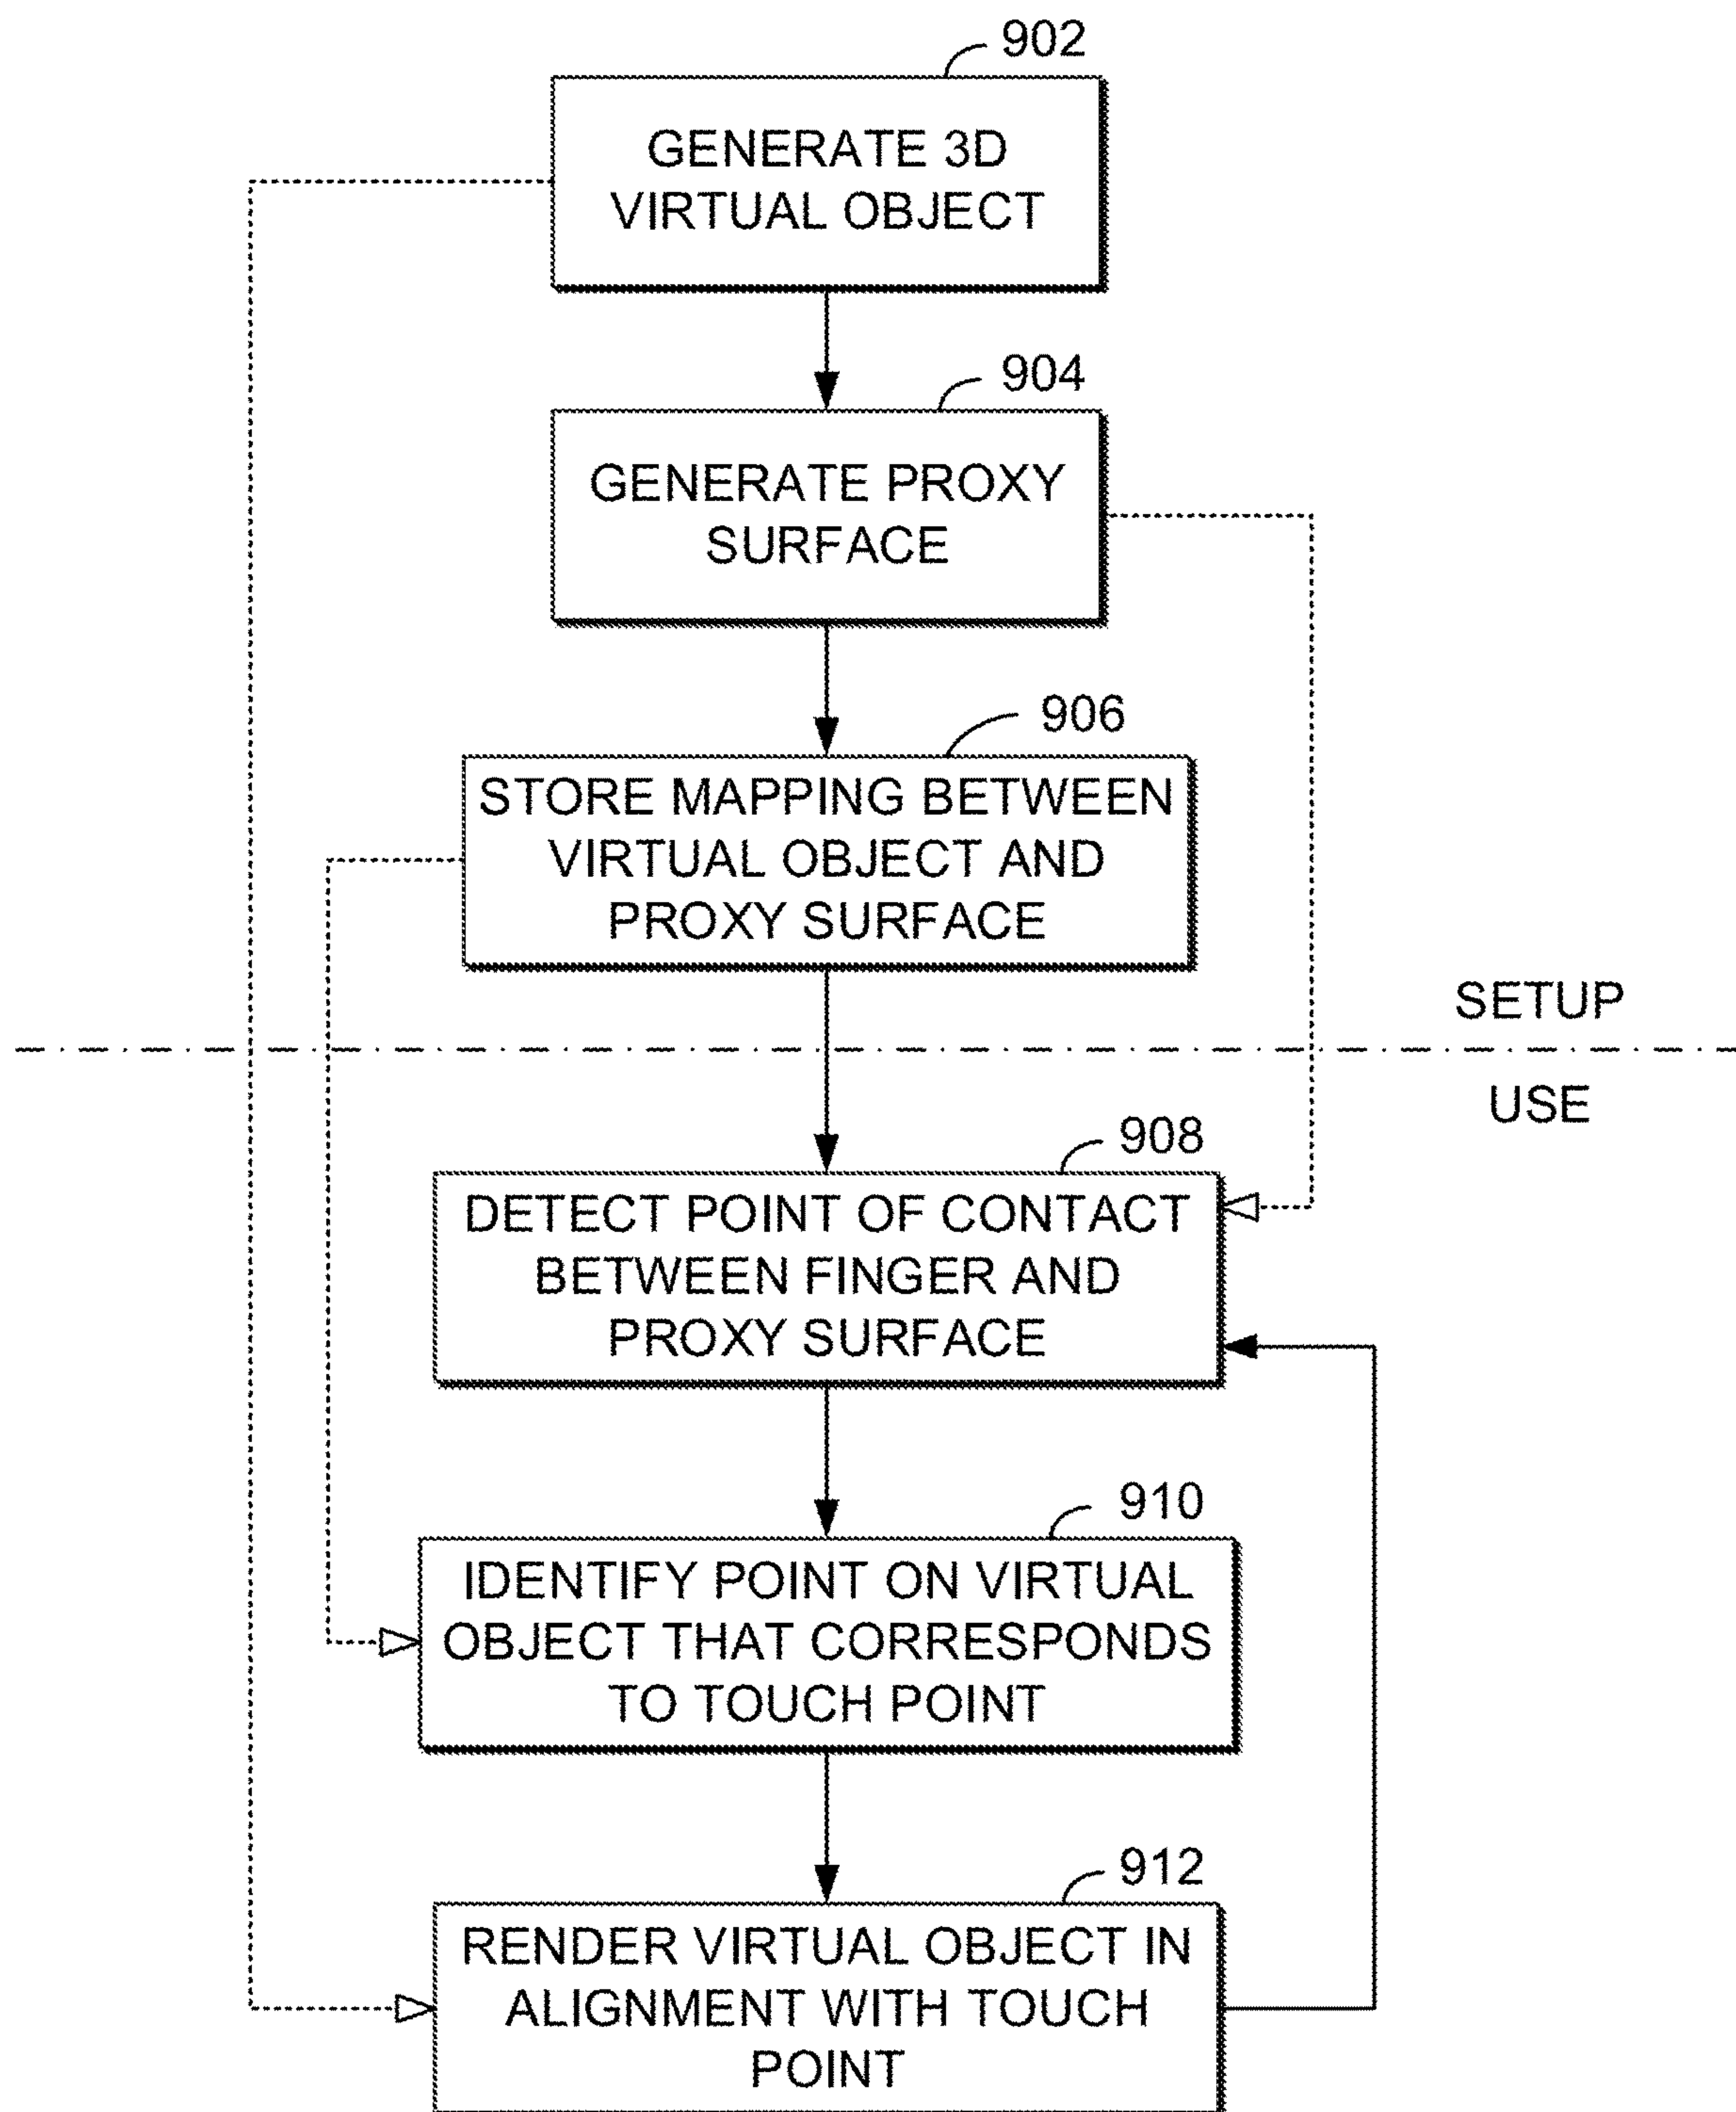 902
GENERATE 3D
VIRTUAL OBJECT
904
GENERATE PROXY
SURFACE
906
STORE MAPPING BETWEEN
VIRTUAL OBJECT AND
PROXY SURFACE
SETUP
USE
908
DETECT POINT OF CONTACT
BETWEEN FINGER AND
PROXY SURFACE
910
IDENTIFY POINT ON VIRTUAL
OBJECT THAT CORRESPONDS
TO TOUCH POINT
912
RENDER VIRTUAL OBJECT IN
ALIGNMENT WITH TOUCH
POINT